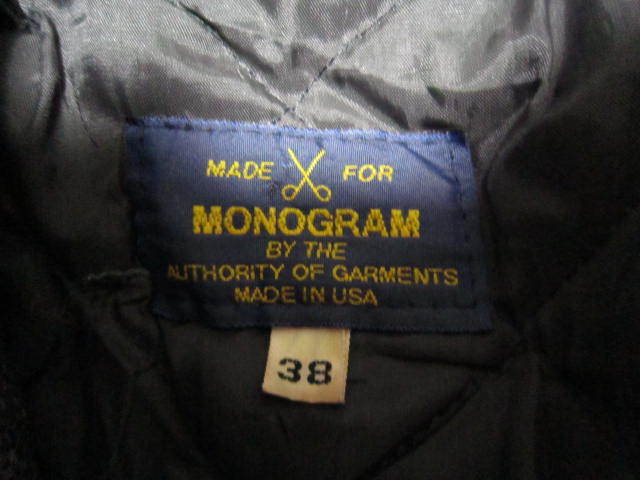 MADE FOR
MONOGRAM
BY THE
AUTHORITY OF GARMENTS
MADE IN USA
38